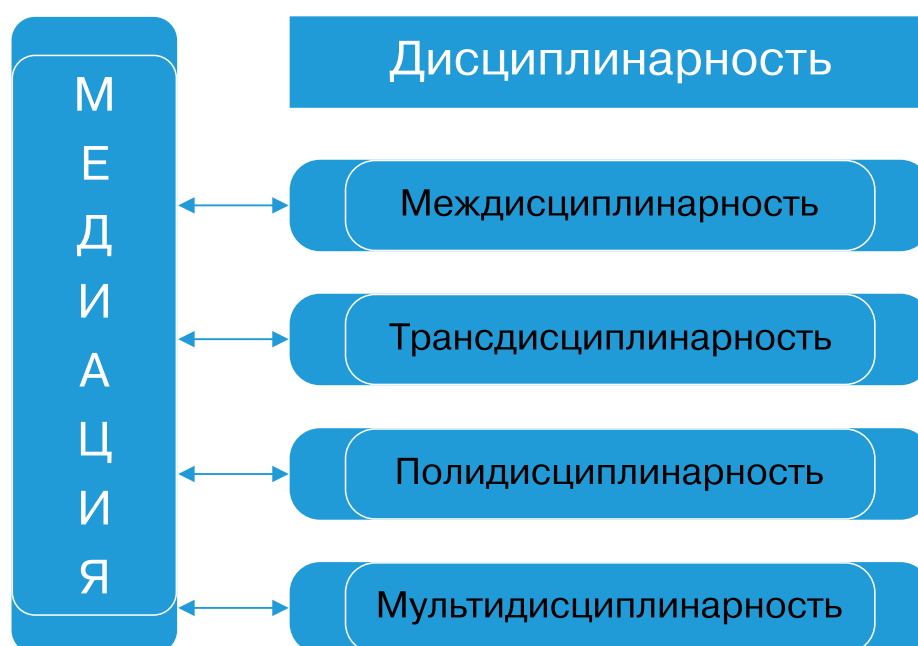 М
Е
Д
И
А
Ц
И
Я
Дисциплинарность
Междисциплинарность
Трансдисциплинарность
Полидисциплинарность
Мультидисциплинарность